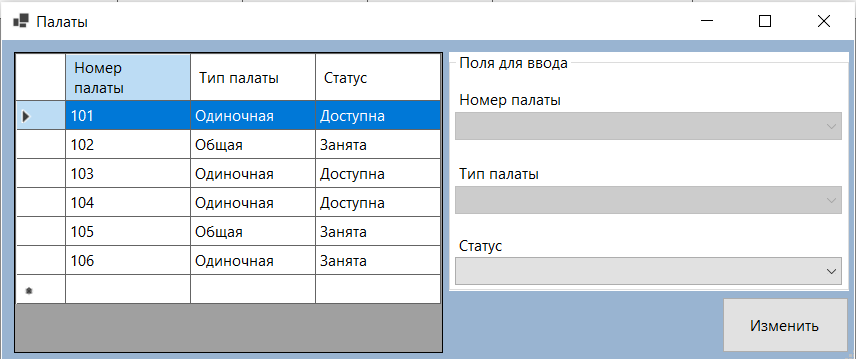 Палаты
Номер палаты Тип палаты Статус
101 Одиночная Доступна
102 Общая Занята
103 Одиночная Доступна
104 Одиночная Доступна
105 Общая Занята
106 Одиночная Занята
Поля для ввода
Номер палаты
Тип палаты
Статус
Изменить